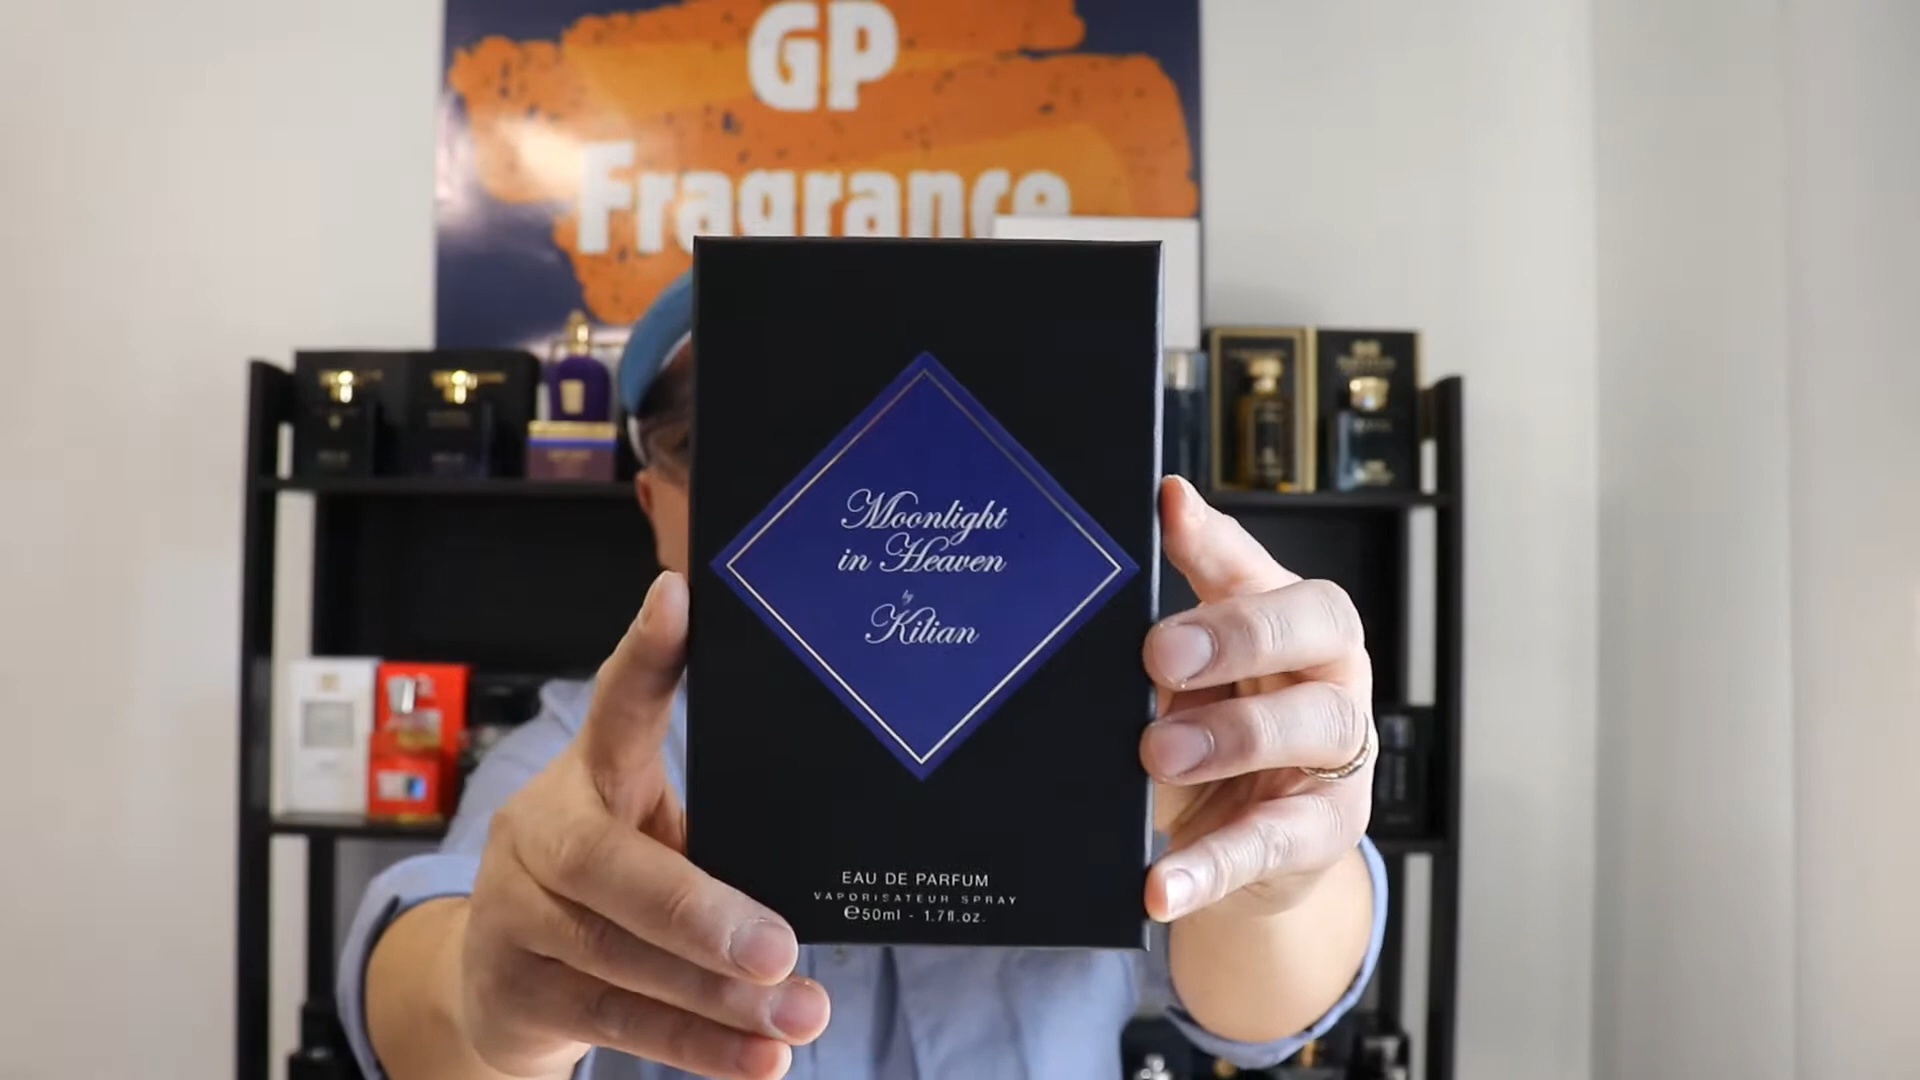 GP
Fragrance
Moonlight
in Heaven
by
Kilian
EAU DE PARFUM
VAPORISATEUR SPRAY
℮50ml - 1.7fl.oz.